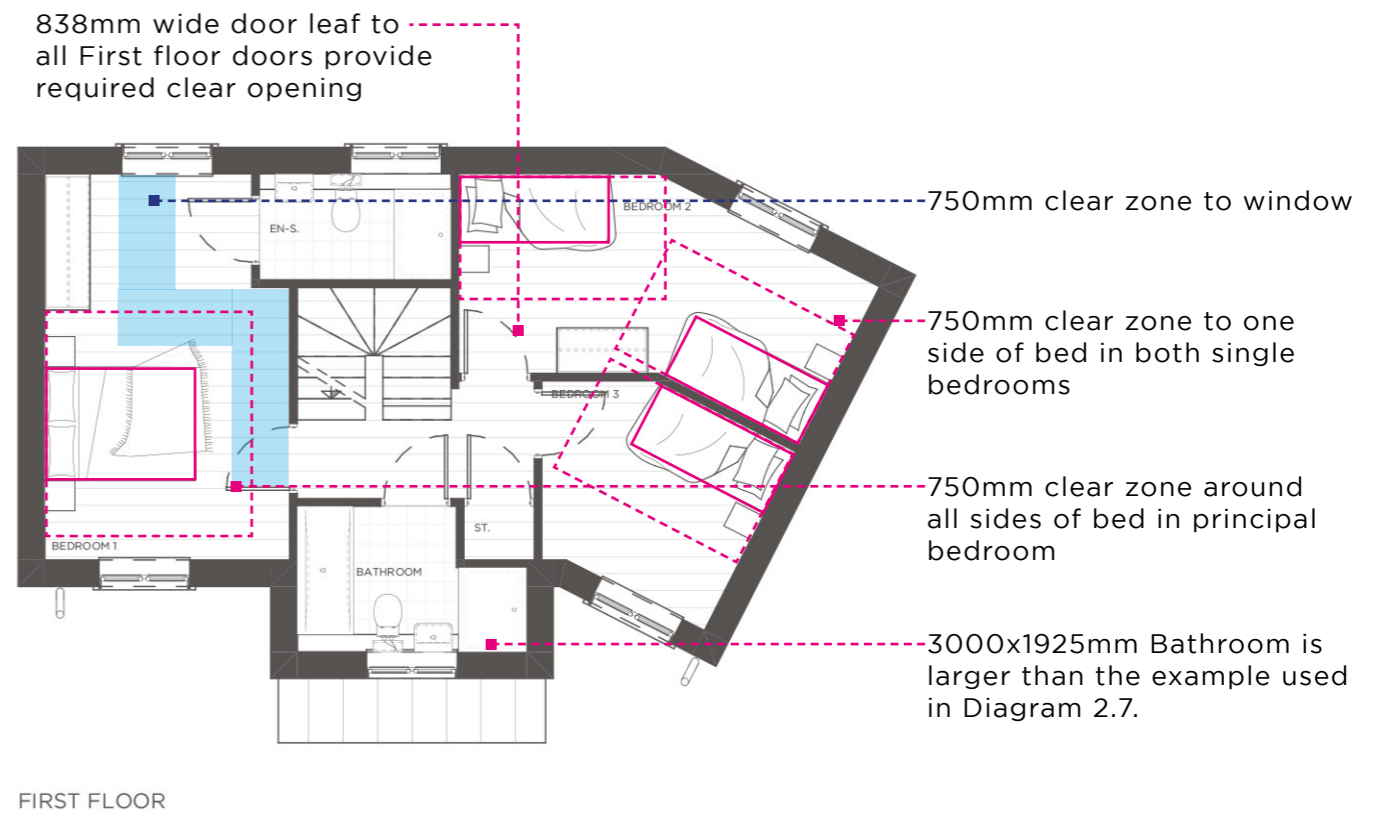 838mm wide door leaf to
all First floor doors provide
required clear opening
750mm clear zone to window
BEDROOM 2
EN-S.
750mm clear zone to one
side of bed in both single
bedrooms
BEDROOM 3
750mm clear zone around
all sides of bed in principal
bedroom
ST.
BEDROOM 1
BATHROOM
3000x1925mm Bathroom is
larger than the example used
in Diagram 2.7.
FIRST FLOOR